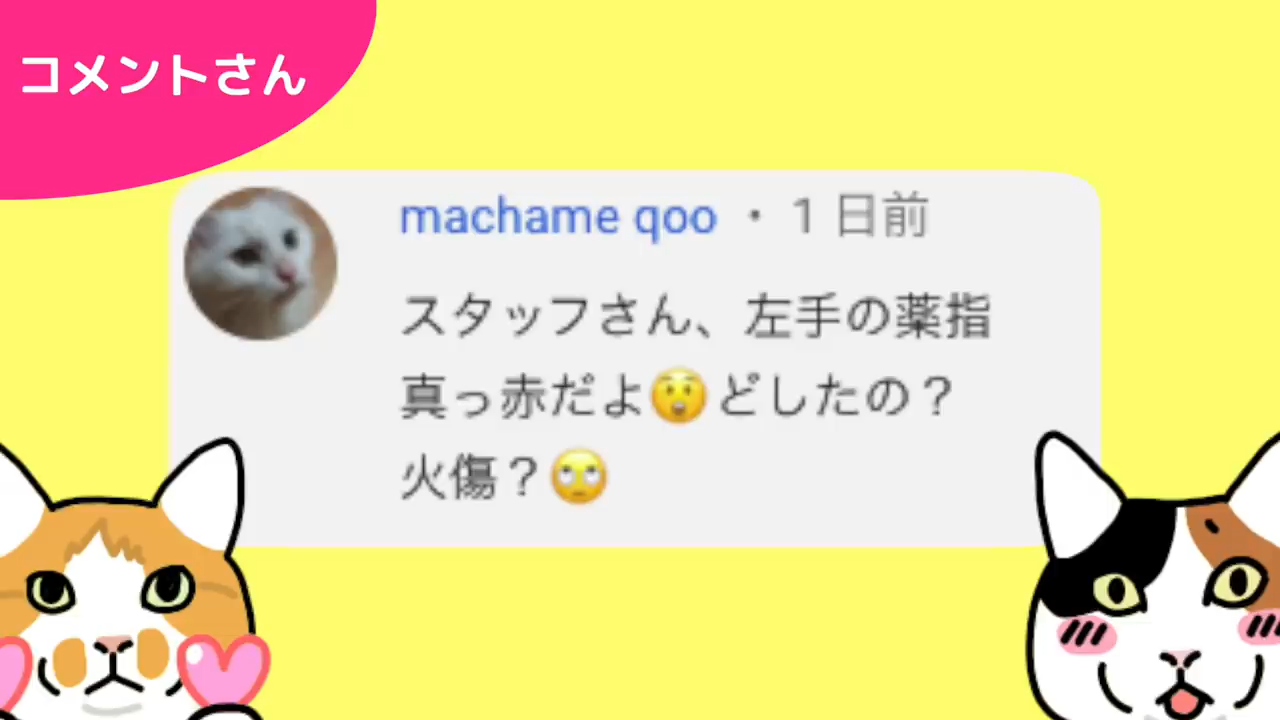 コメントさん
machame qoo ・ 1 日前
スタッフさん、左手の薬指
真っ赤だよ😲どしたの？
火傷？🙄